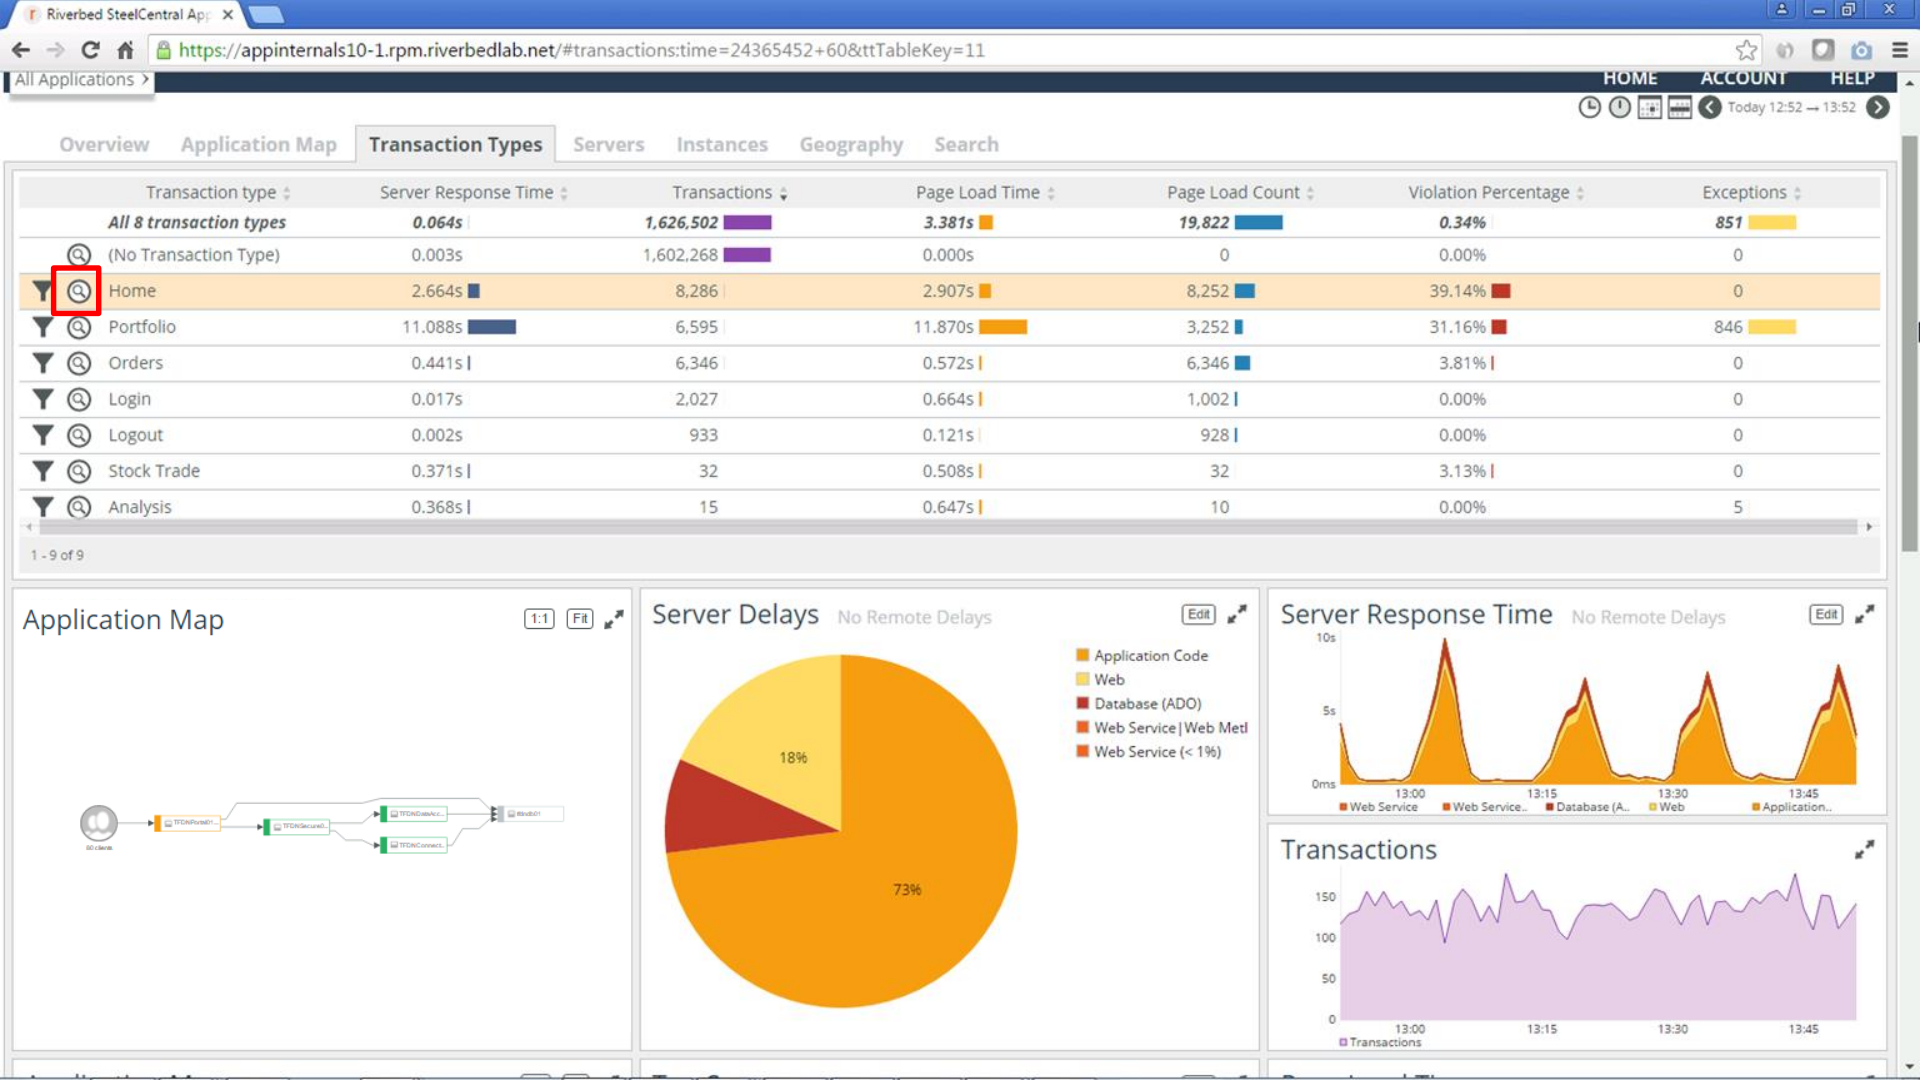 Riverbed SteelCentral App
https://appinternals10-1.rpm.riverbedlab.net/#transactions:time=24365452+60&ttTableKey=11
All Applications >
HOME ACCOUNT HELP
Today 12:52 → 13:52
Overview Application Map Transaction Types Servers Instances Geography Search
Transaction type Server Response Time Transactions Page Load Time Page Load Count Violation Percentage Exceptions
All 8 transaction types 0.064s 1,626,502 3.381s 19,822 0.34% 851
(No Transaction Type) 0.003s 1,602,268 0.000s 0 0.00% 0
Home 2.664s 8,286 2.907s 8,252 39.14% 0
Portfolio 11.088s 6,595 11.870s 3,252 31.16% 846
Orders 0.441s 6,346 0.572s 6,346 3.81% 0
Login 0.017s 2,027 0.664s 1,002 0.00% 0
Logout 0.002s 933 0.121s 928 0.00% 0
Stock Trade 0.371s 32 0.508s 32 3.13% 0
Analysis 0.368s 15 0.647s 10 0.00% 5
1 - 9 of 9
Application Map 1:1 Fit
60 clients
TFDNPortal01...
TFDNSecure0...
TFDNDataAcc...
TFDNConnect...
Server Delays No Remote Delays Edit
Application Code
Web
Database (ADO)
Web Service|Web Met
Web Service (< 1%)
18%
73%
Server Response Time No Remote Delays Edit
10s
5s
0ms
13:00 13:15 13:30 13:45
Web Service Web Service.. Database (A.. Web Application..
Transactions
150
100
50
0
13:00 13:15 13:30 13:45
Transactions